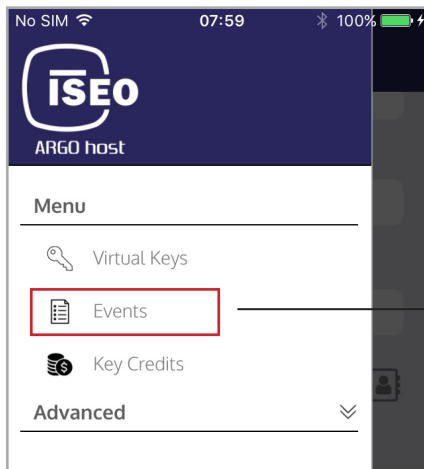 No SIM 07:59 100%
ISEO
ARGO host
Menu
Virtual Keys
Events
Key Credits
Advanced